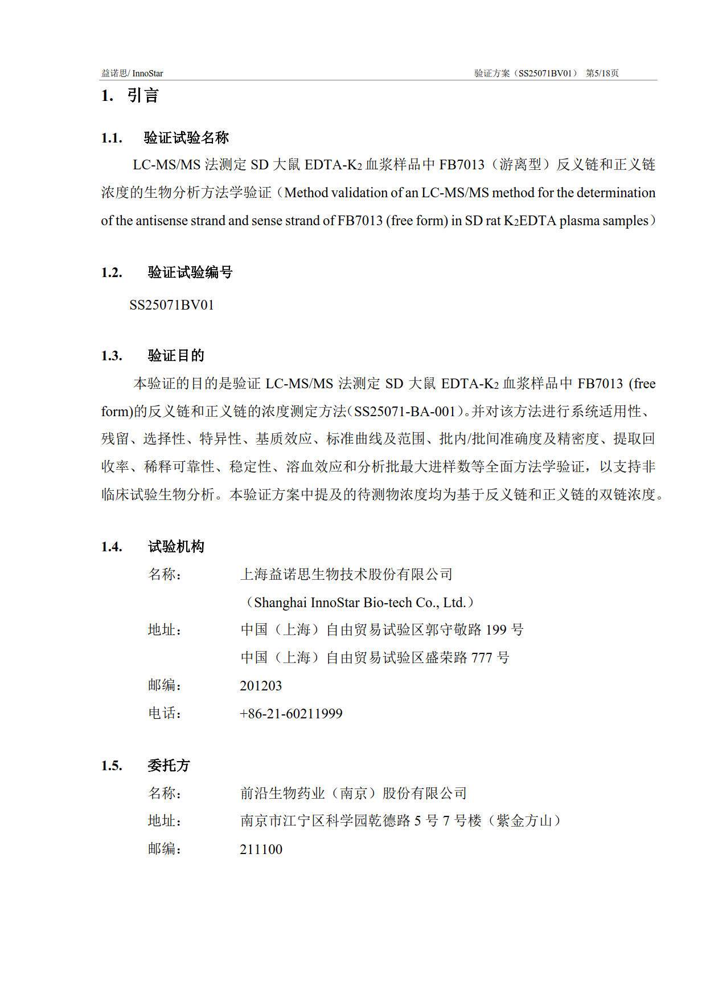 益诺思/ InnoStar 验证方案（SS25071BV01） 第5/18页
1. 引言
1.1. 验证试验名称
LC-MS/MS 法测定 SD 大鼠 EDTA-K2 血浆样品中 FB7013（游离型）反义链和正义链
浓度的生物分析方法学验证（Method validation of an LC-MS/MS method for the determination
of the antisense strand and sense strand of FB7013 (free form) in SD rat K2EDTA plasma samples）
1.2. 验证试验编号
SS25071BV01
1.3. 验证目的
本验证的目的是验证 LC-MS/MS 法测定 SD 大鼠 EDTA-K2 血浆样品中 FB7013 (free
form)的反义链和正义链的浓度测定方法（SS25071-BA-001）。并对该方法进行系统适用性、
残留、选择性、特异性、基质效应、标准曲线及范围、批内/批间准确度及精密度、提取回
收率、稀释可靠性、稳定性、溶血效应和分析批最大进样数等全面方法学验证，以支持非
临床试验生物分析。本验证方案中提及的待测物浓度均为基于反义链和正义链的双链浓度。
1.4. 试验机构
名称： 上海益诺思生物技术股份有限公司
（Shanghai InnoStar Bio-tech Co., Ltd.）
地址： 中国（上海）自由贸易试验区郭守敬路 199 号
中国（上海）自由贸易试验区盛荣路 777 号
邮编： 201203
电话： +86-21-60211999
1.5. 委托方
名称： 前沿生物药业（南京）股份有限公司
地址： 南京市江宁区科学园乾德路 5 号 7 号楼（紫金方山）
邮编： 211100